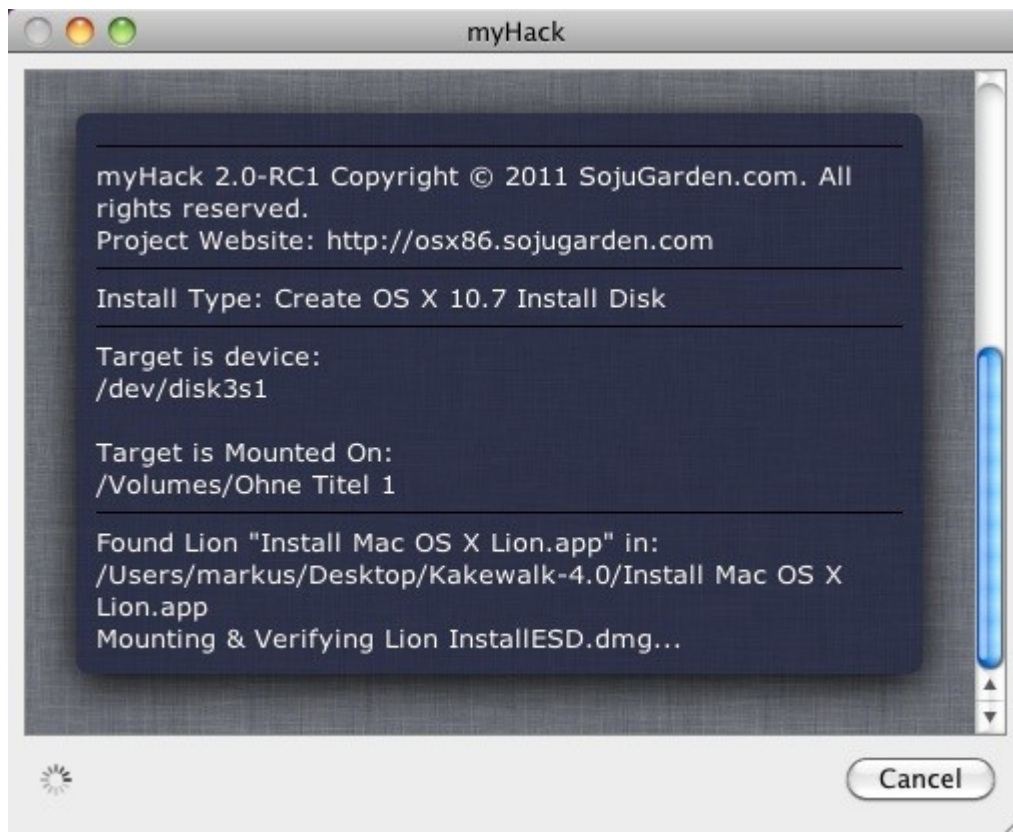 myHack
myHack 2.0-RC1 Copyright © 2011 SojuGarden.com. All
rights reserved.
Project Website: http://osx86.sojugarden.com
Install Type: Create OS X 10.7 Install Disk
Target is device:
/dev/disk3s1
Target is Mounted On:
/Volumes/Ohne Titel 1
Found Lion "Install Mac OS X Lion.app" in:
/Users/markus/Desktop/Kakewalk-4.0/Install Mac OS X
Lion.app
Mounting & Verifying Lion InstallESD.dmg...
Cancel